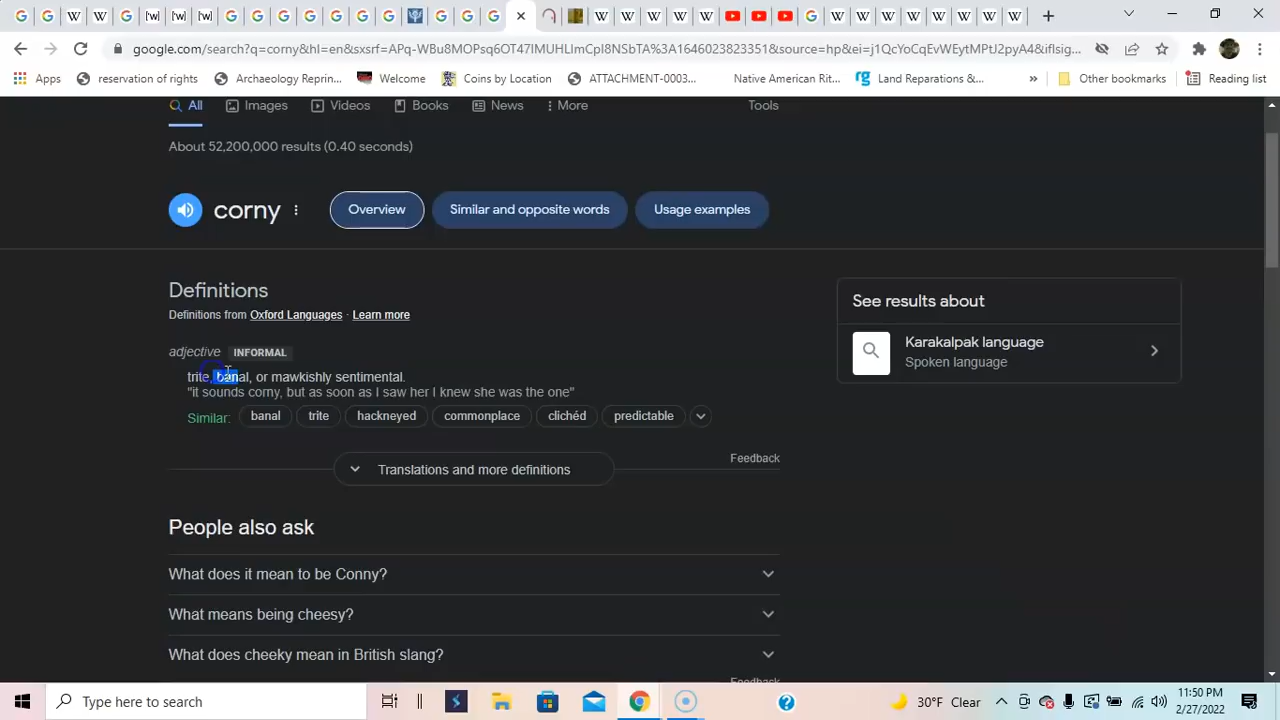 google.com/search?q=corny&hl=en&sxsrf=APq-WBu8MOPsq6OT47IMUHLlmCpI8NSbTA%3A1646023823351&source=hp&ei=j1QcYoCqEvWEytMPtJ2pyA4&iflsig...
Apps reservation of rights Archaeology Reprin... Welcome Coins by Location ATTACHMENT-0003... Native American Rit... Land Reparations &... » Other bookmarks Reading list
All Images Videos Books News More Tools
About 52,200,000 results (0.40 seconds)
corny Overview Similar and opposite words Usage examples
Definitions
Definitions from Oxford Languages · Learn more
adjective INFORMAL
trite, banal, or mawkishly sentimental.
"it sounds corny, but as soon as I saw her I knew she was the one"
Similar: banal trite hackneyed commonplace clichéd predictable
Feedback
Translations and more definitions
See results about
Karakalpak language
Spoken language
People also ask
What does it mean to be Conny?
What means being cheesy?
What does cheeky mean in British slang?
Feedback
Type here to search
30°F Clear
11:50 PM
2/27/2022